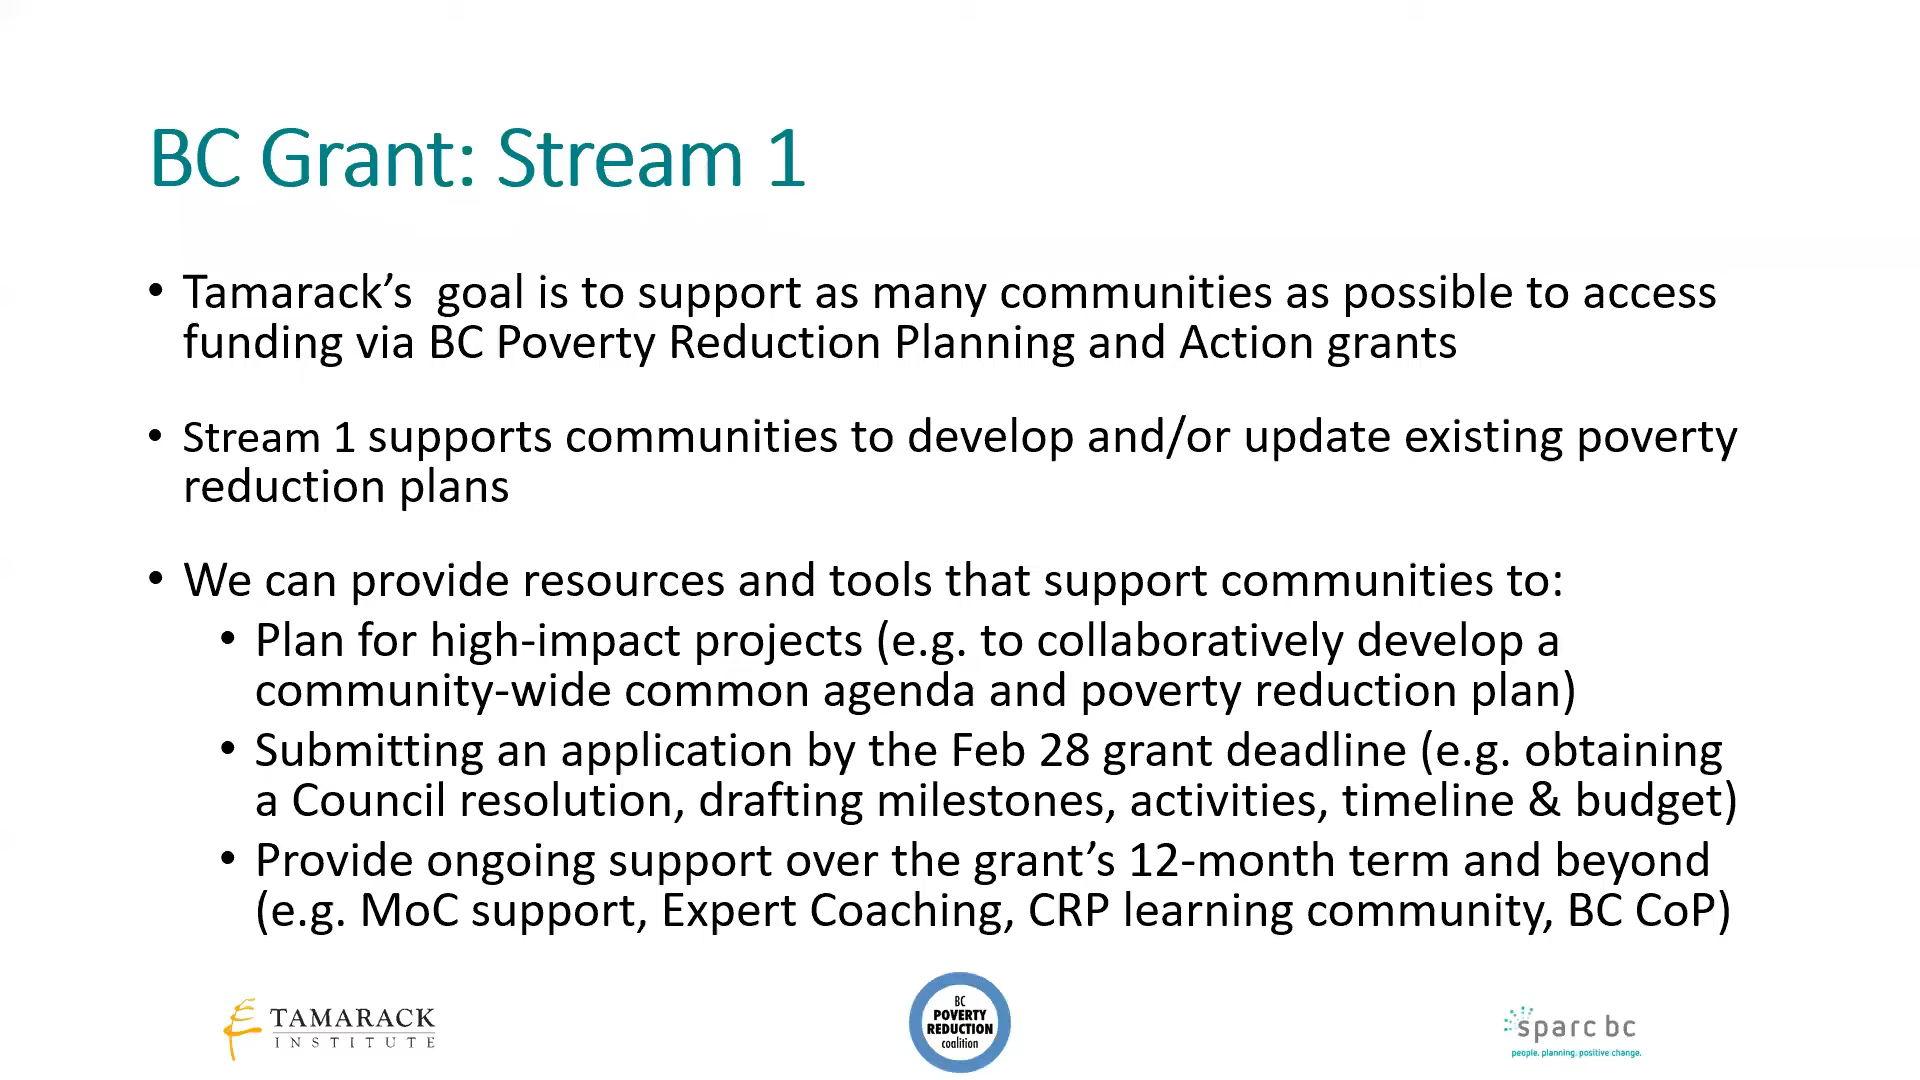 BC Grant: Stream 1
• Tamarack’s  goal is to support as many communities as possible to access
funding via BC Poverty Reduction Planning and Action grants
• Stream 1 supports communities to develop and/or update existing poverty
reduction plans
• We can provide resources and tools that support communities to:
• Plan for high-impact projects (e.g. to collaboratively develop a
community-wide common agenda and poverty reduction plan)
• Submitting an application by the Feb 28 grant deadline (e.g. obtaining
a Council resolution, drafting milestones, activities, timeline & budget)
• Provide ongoing support over the grant’s 12-month term and beyond
(e.g. MoC support, Expert Coaching, CRP learning community, BC CoP)
TAMARACK
INSTITUTE
BC
POVERTY
REDUCTION
coalition
sparc bc
people. planning. positive change.